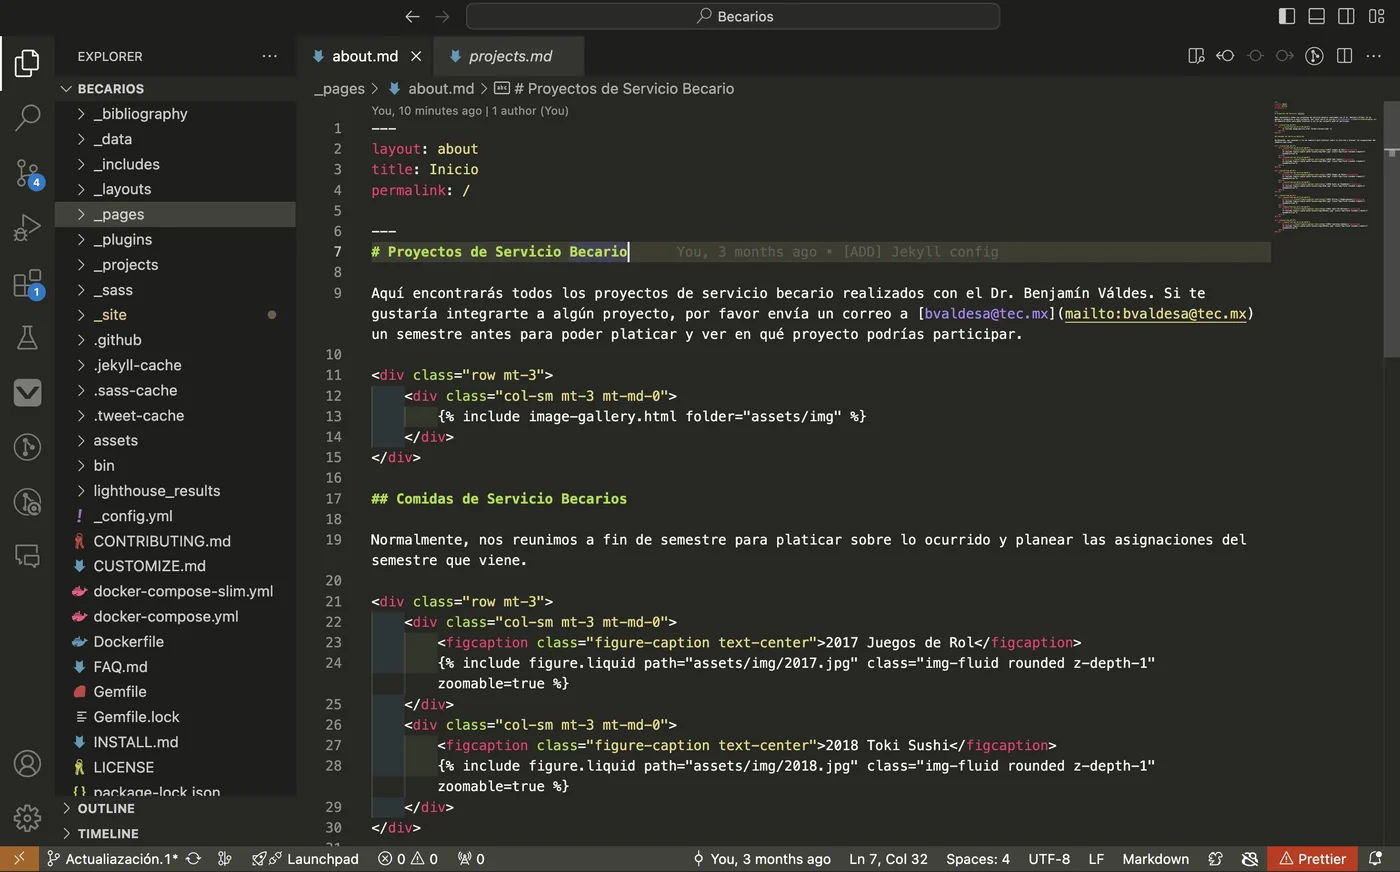 Becarios
EXPLORER
BECARIOS
_bibliography
_data
_includes
_layouts
_pages
_plugins
_projects
_sass
_site
.github
.jekyll-cache
.sass-cache
.tweet-cache
assets
bin
lighthouse_results
! _config.yml
CONTRIBUTING.md
CUSTOMIZE.md
docker-compose-slim.yml
docker-compose.yml
Dockerfile
FAQ.md
Gemfile
Gemfile.lock
INSTALL.md
LICENSE
{} package-lock.json
OUTLINE
TIMELINE
4
1
about.md
projects.md
_pages > about.md > abc # Proyectos de Servicio Becario
You, 10 minutes ago | 1 author (You)
1 ---
2 layout: about
3 title: Inicio
4 permalink: /
5
6 ---
7 # Proyectos de Servicio Becario You, 3 months ago • [ADD] Jekyll config
8
9 Aquí encontrarás todos los proyectos de servicio becario realizados con el Dr. Benjamín Váldes. Si te
gustaría integrarte a algún proyecto, por favor envía un correo a [bvaldesa@tec.mx](mailto:bvaldesa@tec.mx)
un semestre antes para poder platicar y ver en qué proyecto podrías participar.
10
11 <div class="row mt-3">
12 <div class="col-sm mt-3 mt-md-0">
13 {% include image-gallery.html folder="assets/img" %}
14 </div>
15 </div>
16
17 ## Comidas de Servicio Becarios
18
19 Normalmente, nos reunimos a fin de semestre para platicar sobre lo ocurrido y planear las asignaciones del
semestre que viene.
20
21 <div class="row mt-3">
22 <div class="col-sm mt-3 mt-md-0">
23 <figcaption class="figure-caption text-center">2017 Juegos de Rol</figcaption>
24 {% include figure.liquid path="assets/img/2017.jpg" class="img-fluid rounded z-depth-1"
zoomable=true %}
25 </div>
26 <div class="col-sm mt-3 mt-md-0">
27 <figcaption class="figure-caption text-center">2018 Toki Sushi</figcaption>
28 {% include figure.liquid path="assets/img/2018.jpg" class="img-fluid rounded z-depth-1"
zoomable=true %}
29 </div>
30 </div>
Actualiazación.1* Launchpad 0 0 0 You, 3 months ago Ln 7, Col 32 Spaces: 4 UTF-8 LF Markdown Prettier